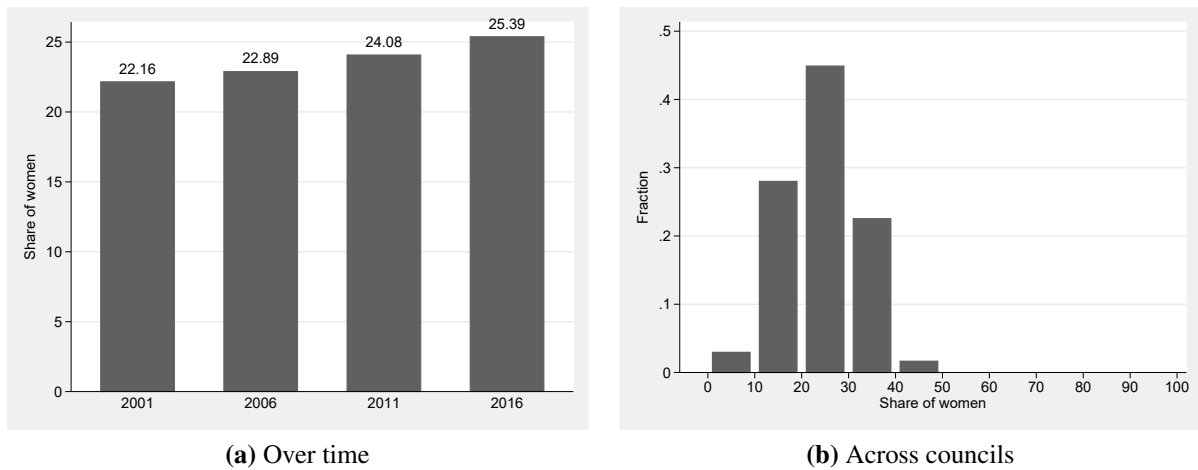 25.39
24.08
22.89
22.16
25
20
15
10
5
0
Share of women
2001 2006 2011 2016
(a) Over time
.5
.4
.3
.2
.1
0
Fraction
0 10 20 30 40 50 60 70 80 90 100
Share of women
(b) Across councils